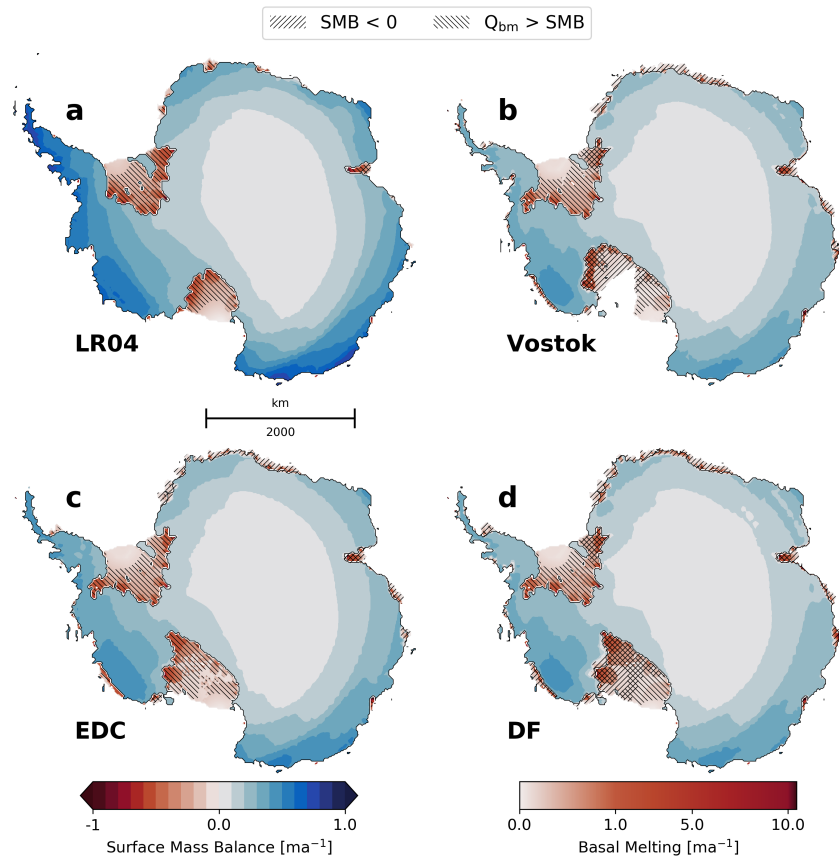 SMB < 0 Q_bm > SMB
a
b
LR04
Vostok
km
2000
c
d
EDC
DF
-1 0.0 1.0
Surface Mass Balance [ma⁻¹]
0.0 1.0 5.0 10.0
Basal Melting [ma⁻¹]